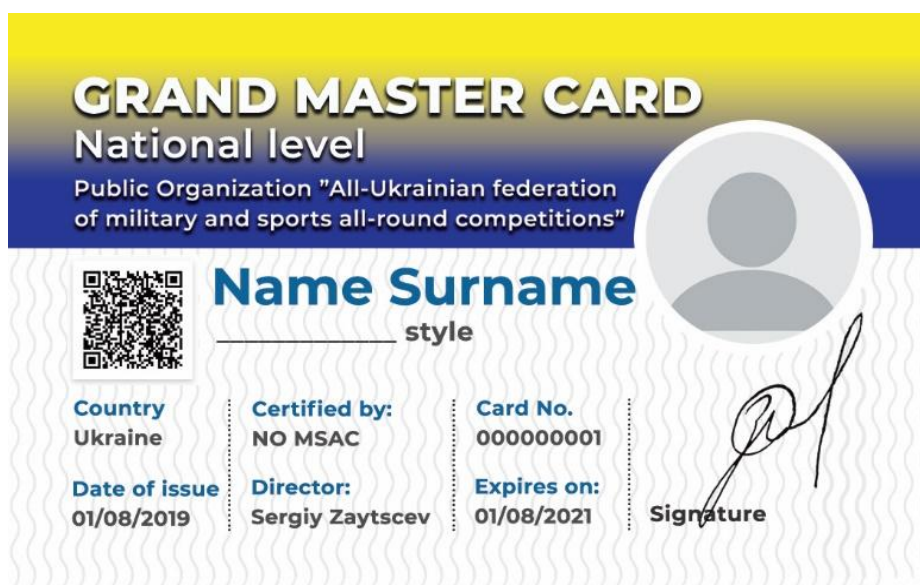 GRAND MASTER CARD
National level
Public Organization "All-Ukrainian federation
of military and sports all-round competitions"
Name Surname
_____________ style
Country
Ukraine
Certified by:
NO MSAC
Card No.
000000001
Date of issue
01/08/2019
Director:
Sergiy Zaytscev
Expires on:
01/08/2021
Signature